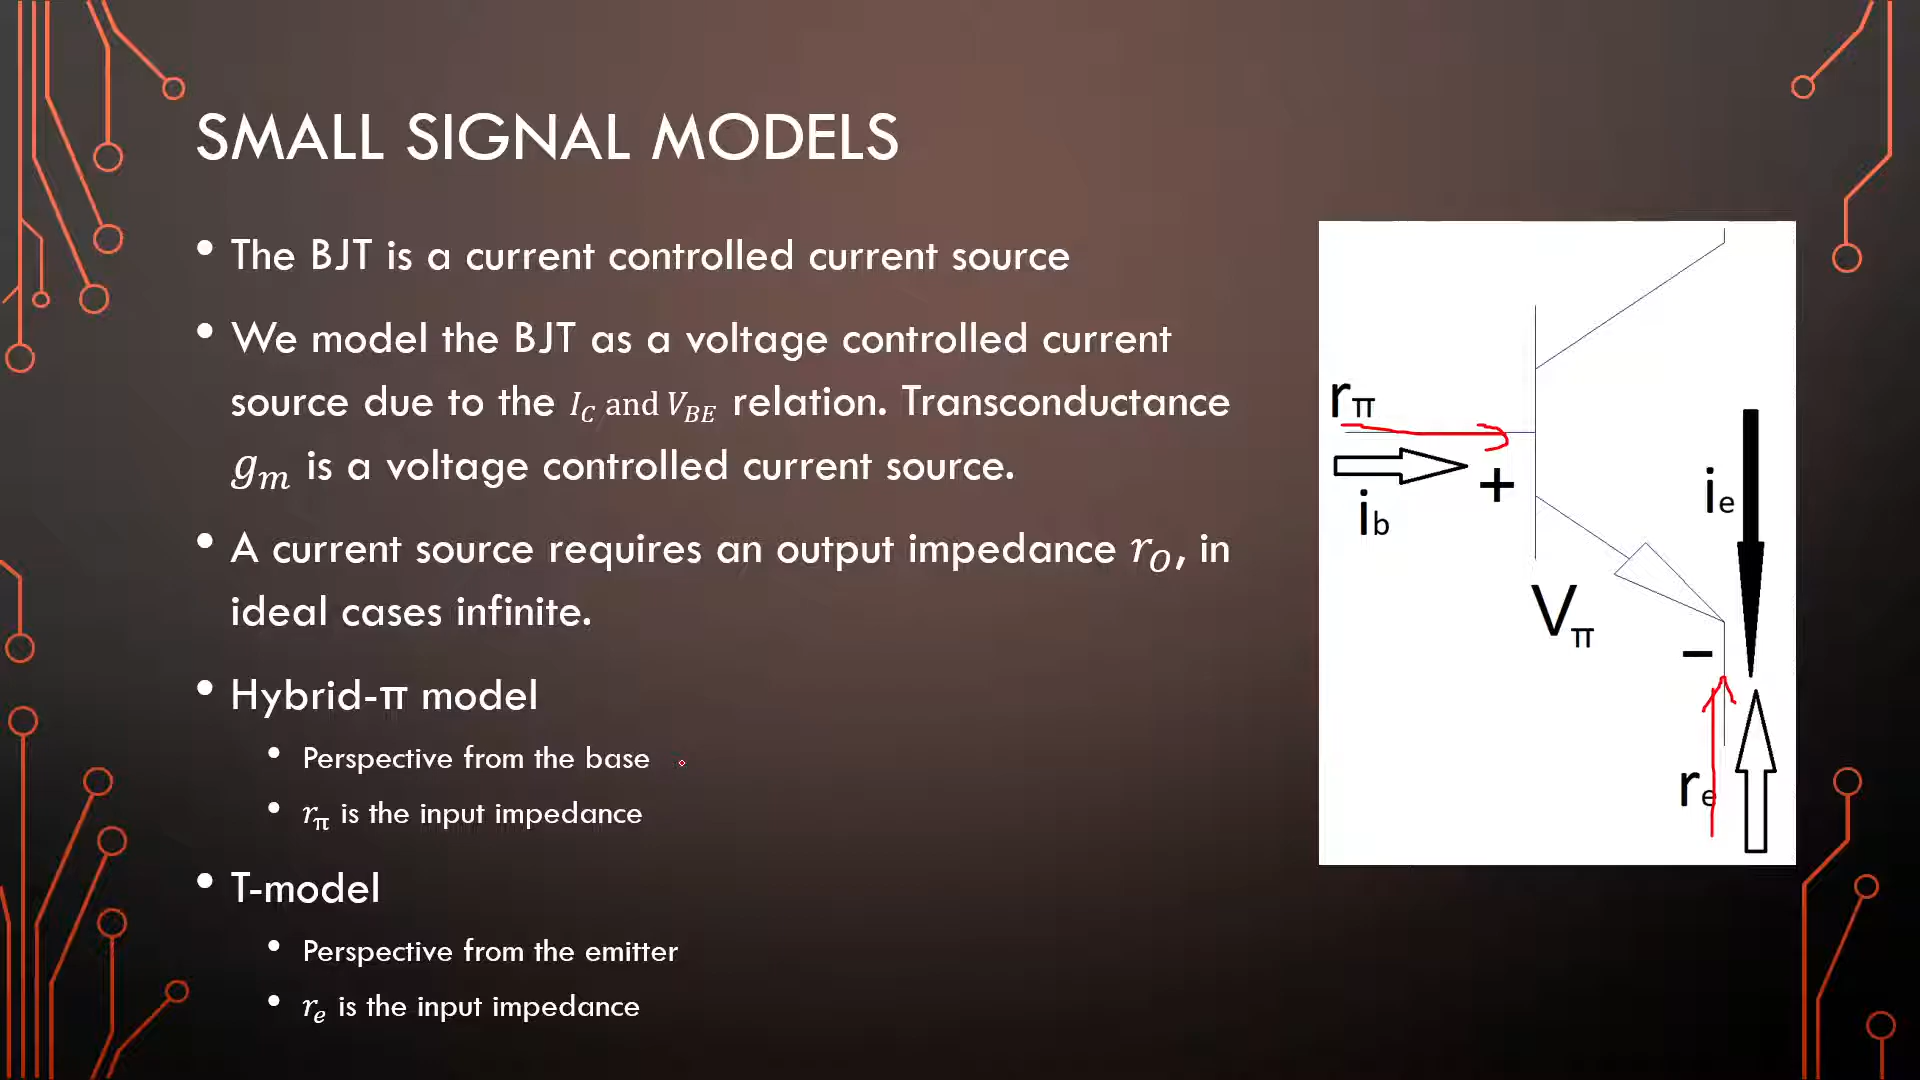 SMALL SIGNAL MODELS
• The BJT is a current controlled current source
• We model the BJT as a voltage controlled current
source due to the I_C and V_BE relation. Transconductance
g_m is a voltage controlled current source.
• A current source requires an output impedance r_O, in
ideal cases infinite.
• Hybrid-π model
• Perspective from the base
• r_π is the input impedance
• T-model
• Perspective from the emitter
• r_e is the input impedance
r_π
+
i_b
i_e
V_π
−
r_e